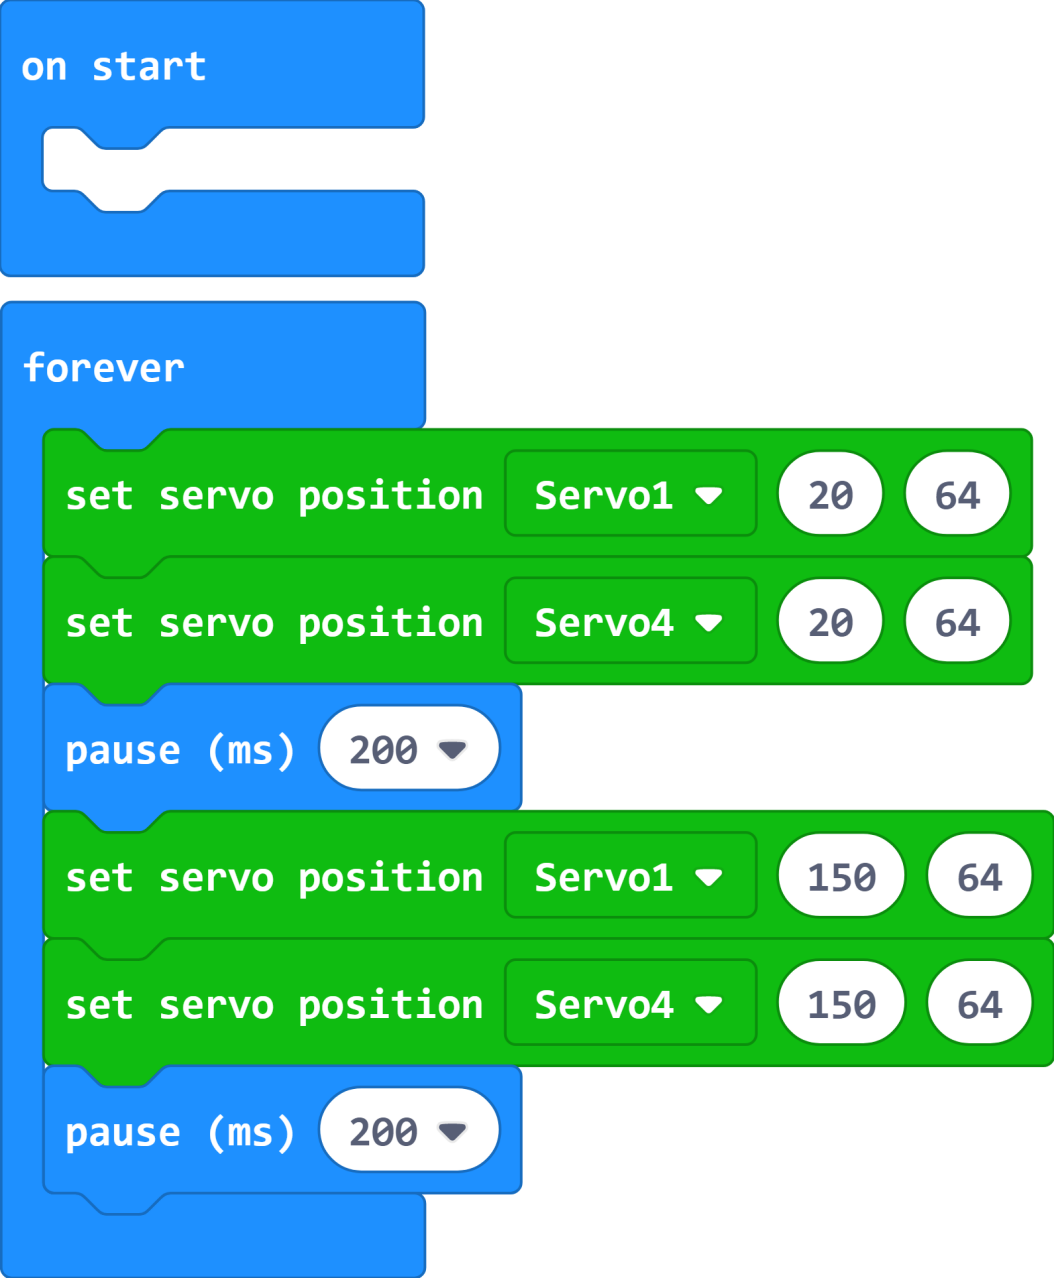 on start
forever
set servo position Servo1 20 64
set servo position Servo4 20 64
pause (ms) 200
set servo position Servo1 150 64
set servo position Servo4 150 64
pause (ms) 200